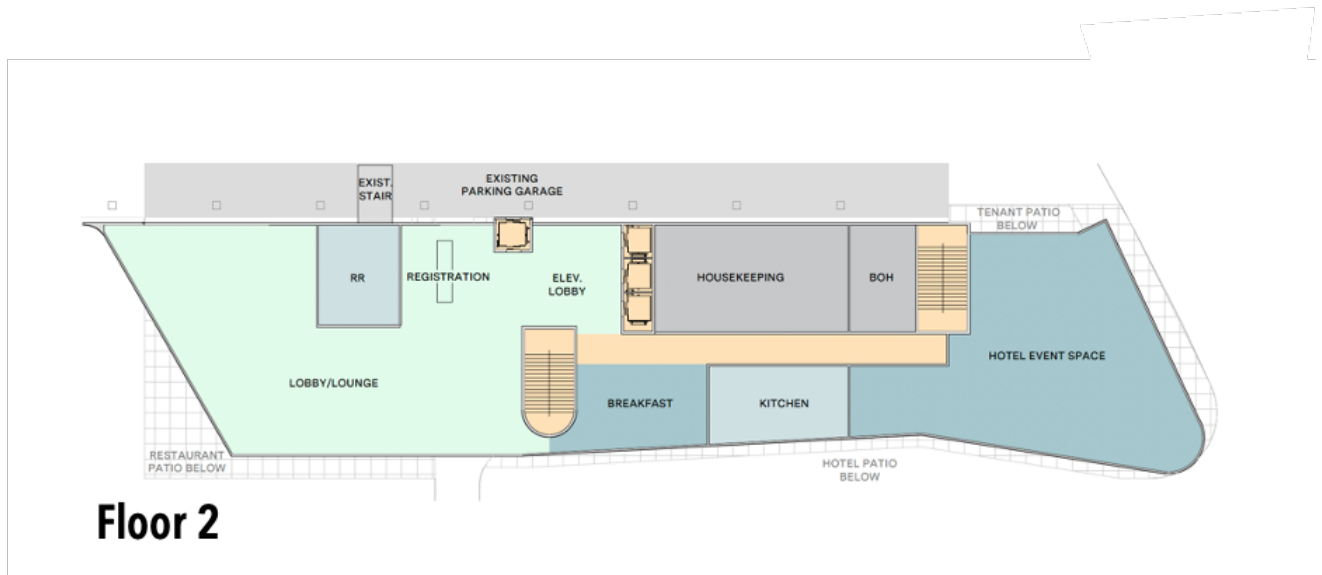 EXIST.
STAIR
EXISTING
PARKING GARAGE
TENANT PATIO
BELOW
RR
REGISTRATION
ELEV.
LOBBY
HOUSEKEEPING
BOH
HOTEL EVENT SPACE
LOBBY/LOUNGE
BREAKFAST
KITCHEN
RESTAURANT
PATIO BELOW
HOTEL PATIO
BELOW
Floor 2